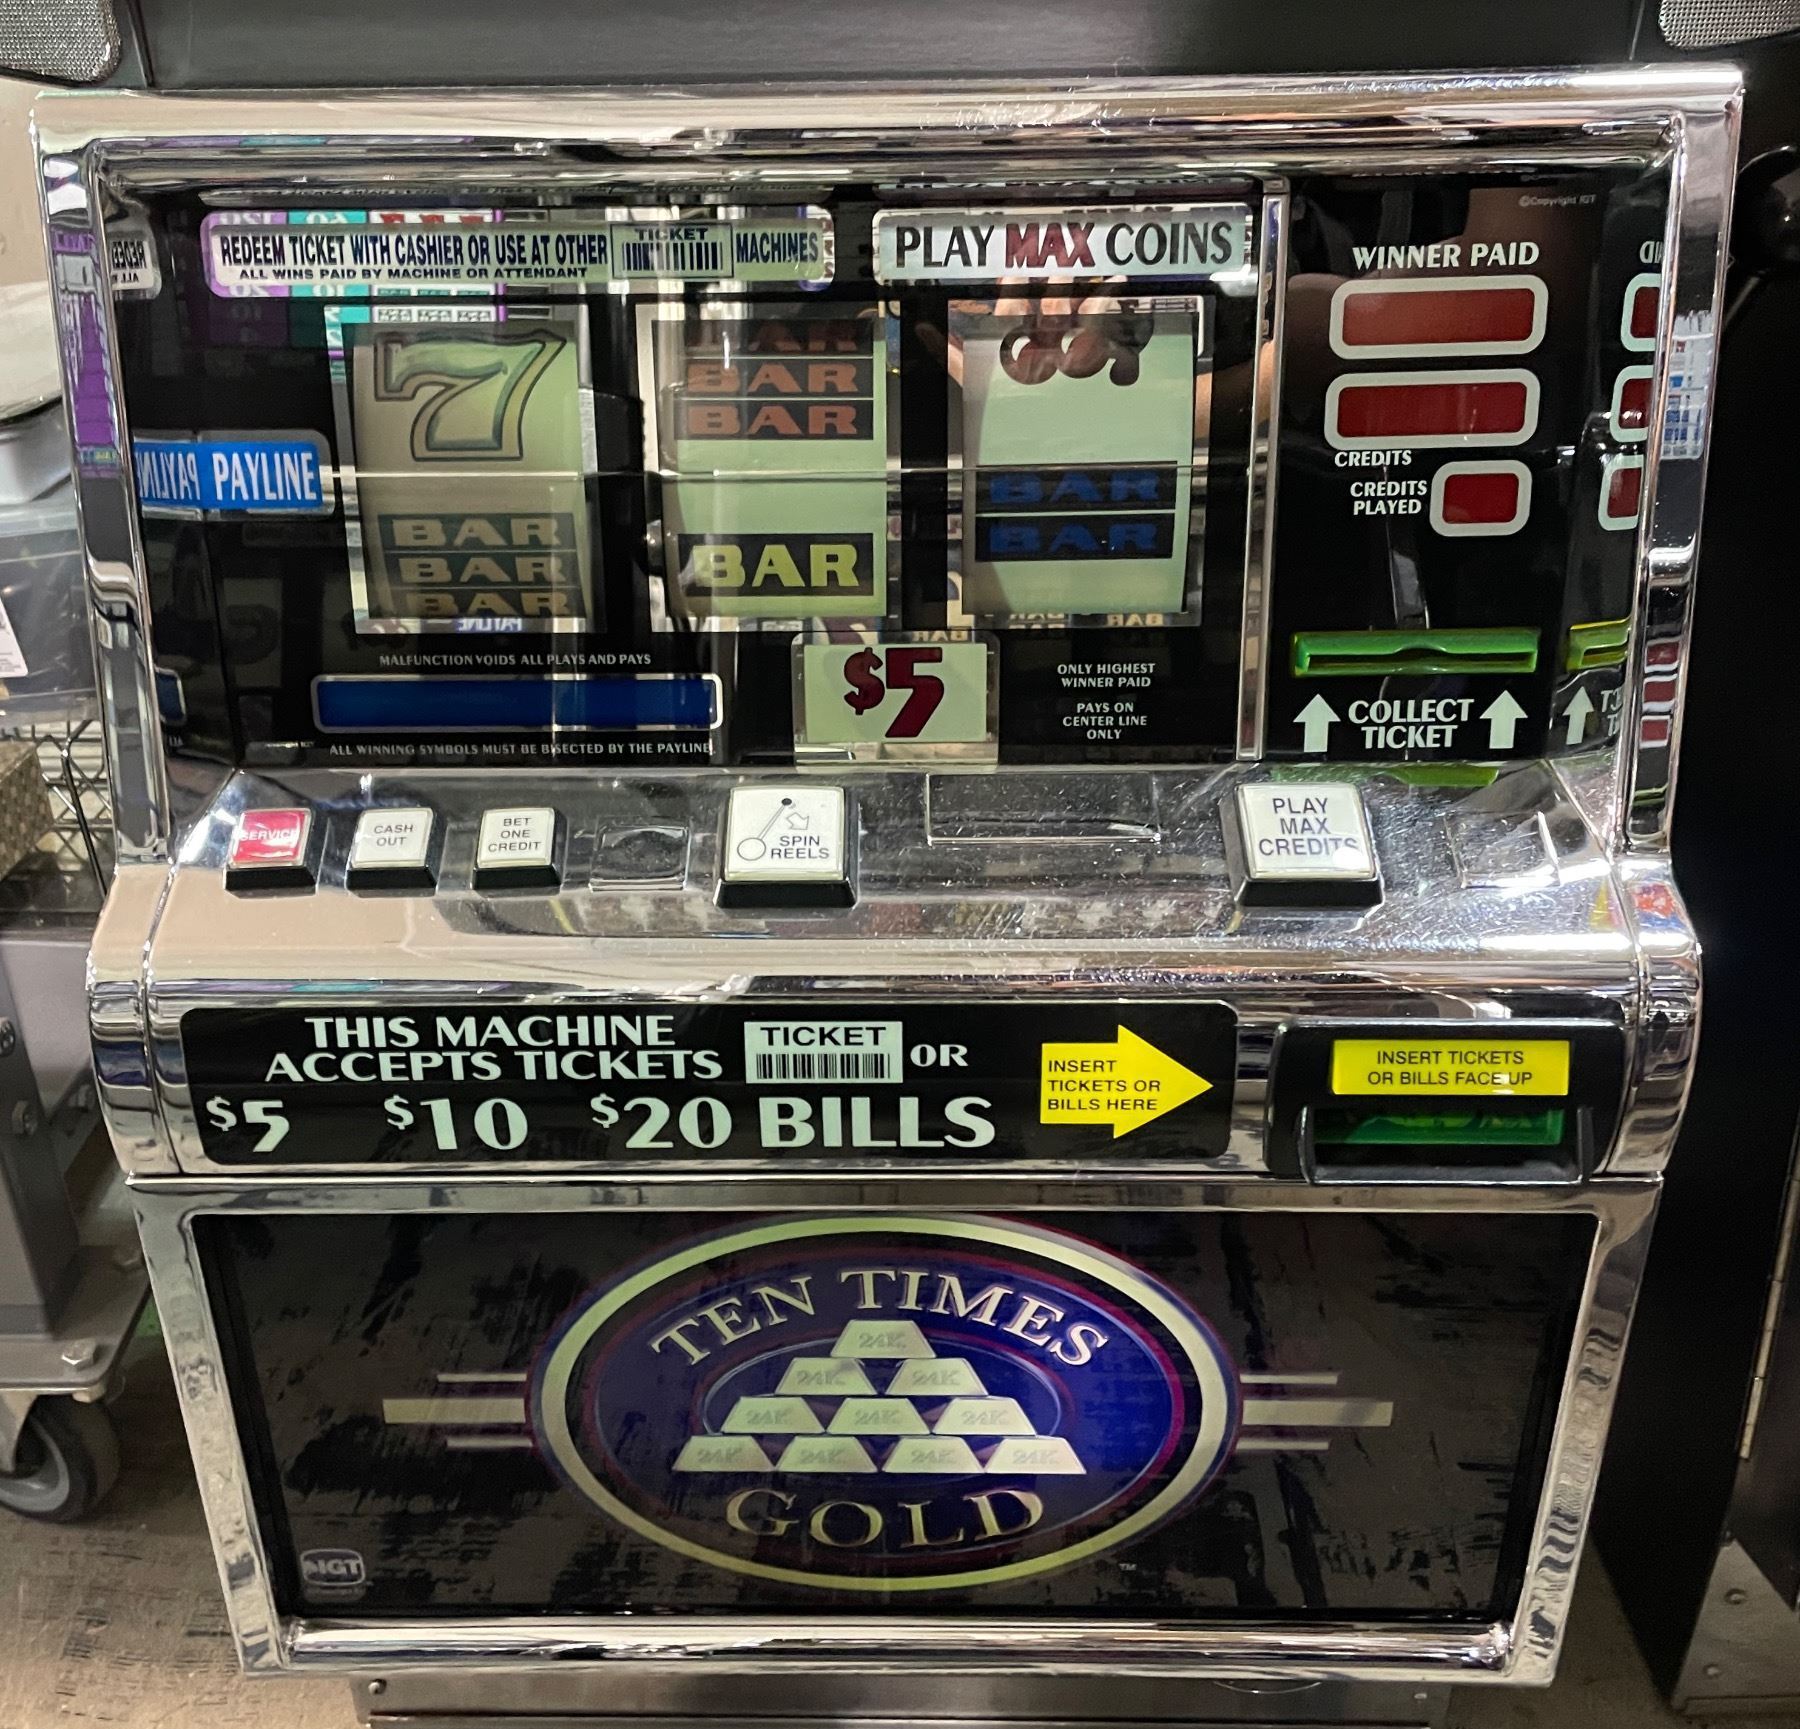 REDEEM TICKET WITH CASHIER OR USE AT OTHER TICKET MACHINES
ALL WINS PAID BY MACHINE OR ATTENDANT
PLAY MAX COINS
©Copyright IGT
WINNER PAID
CREDITS
CREDITS
PLAYED
PAYLINE
7
BAR
BAR
BAR
BAR
BAR
BAR
BAR
BAR
BAR
MALFUNCTION VOIDS ALL PLAYS AND PAYS
ALL WINNING SYMBOLS MUST BE BISECTED BY THE PAYLINE.
$5
ONLY HIGHEST
WINNER PAID
PAYS ON
CENTER LINE
ONLY
COLLECT
TICKET
SERVICE
CASH
OUT
BET
ONE
CREDIT
SPIN
REELS
PLAY
MAX
CREDITS
THIS MACHINE
ACCEPTS TICKETS
TICKET
OR
$5 $10 $20 BILLS
INSERT
TICKETS OR
BILLS HERE
INSERT TICKETS
OR BILLS FACE UP
TEN TIMES
24K
24K 24K
24K 24K 24K
24K 24K 24K 24K
GOLD
IGT
TM